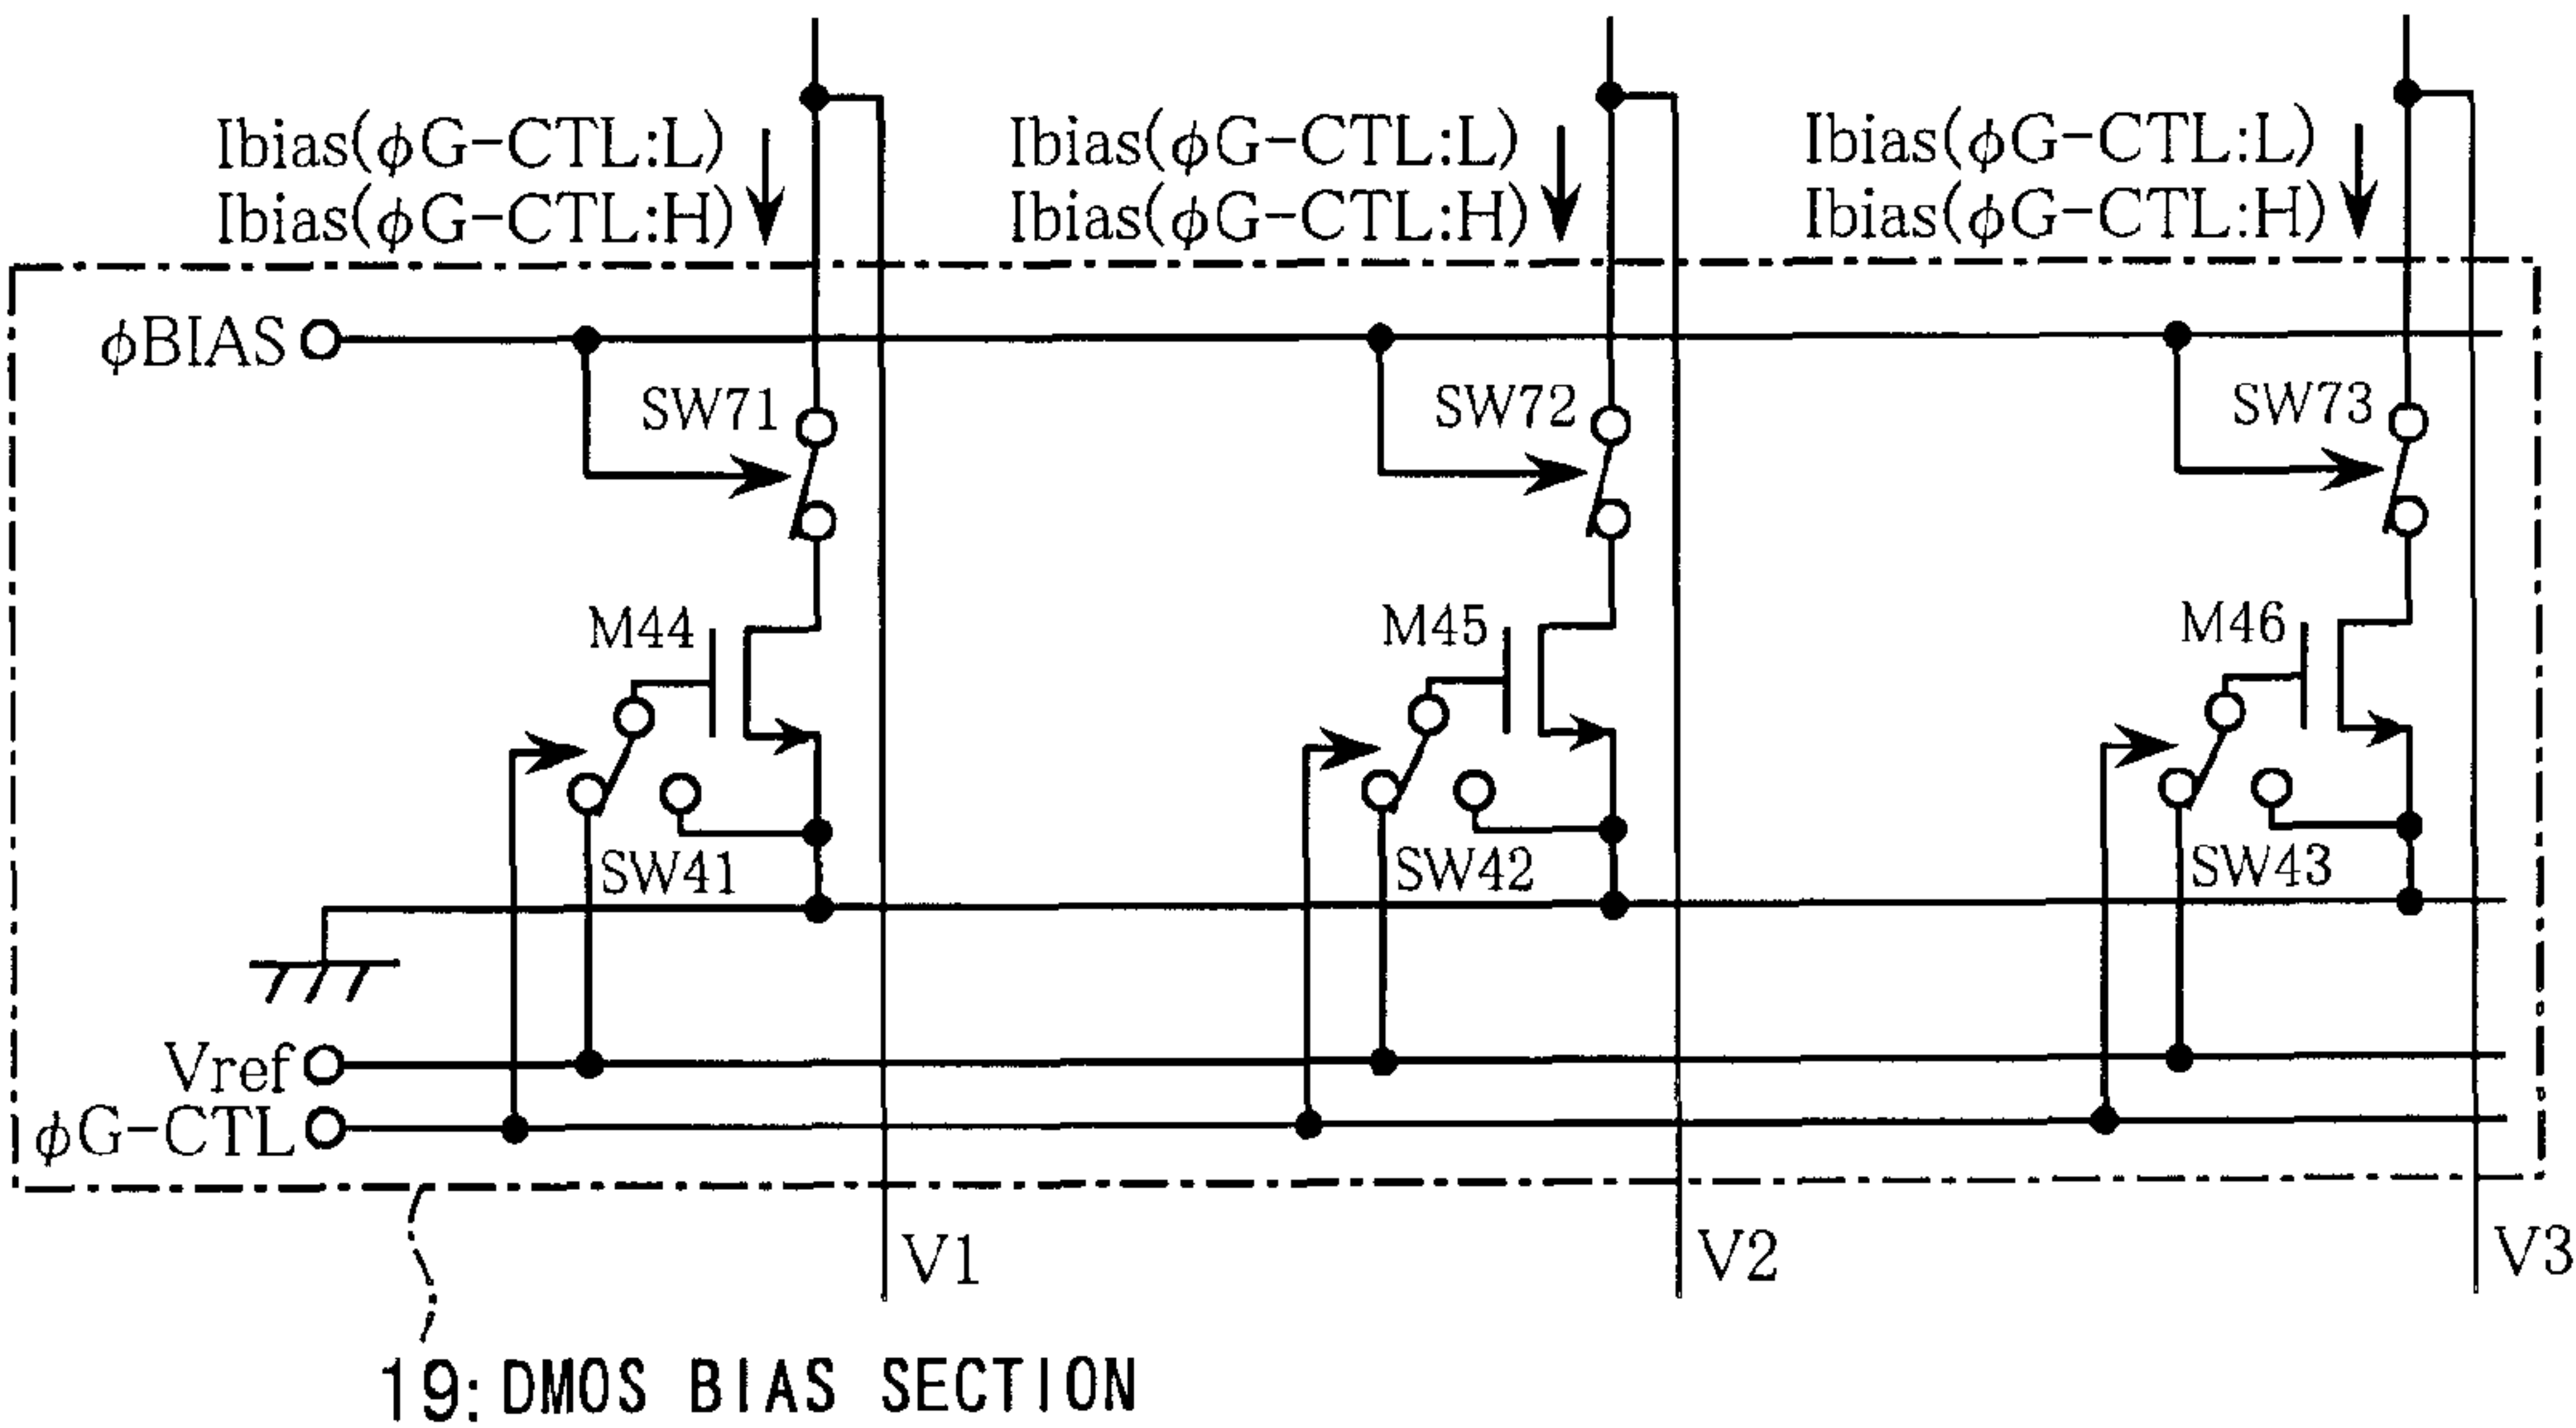 Ibias(ϕG-CTL:L) Ibias(ϕG-CTL:L) Ibias(ϕG-CTL:L)
Ibias(ϕG-CTL:H) Ibias(ϕG-CTL:H) Ibias(ϕG-CTL:H)
ϕBIAS
SW71 SW72 SW73
M44 M45 M46
SW41 SW42 SW43
Vref
ϕG-CTL
V1 V2 V3
19: DMOS BIAS SECTION